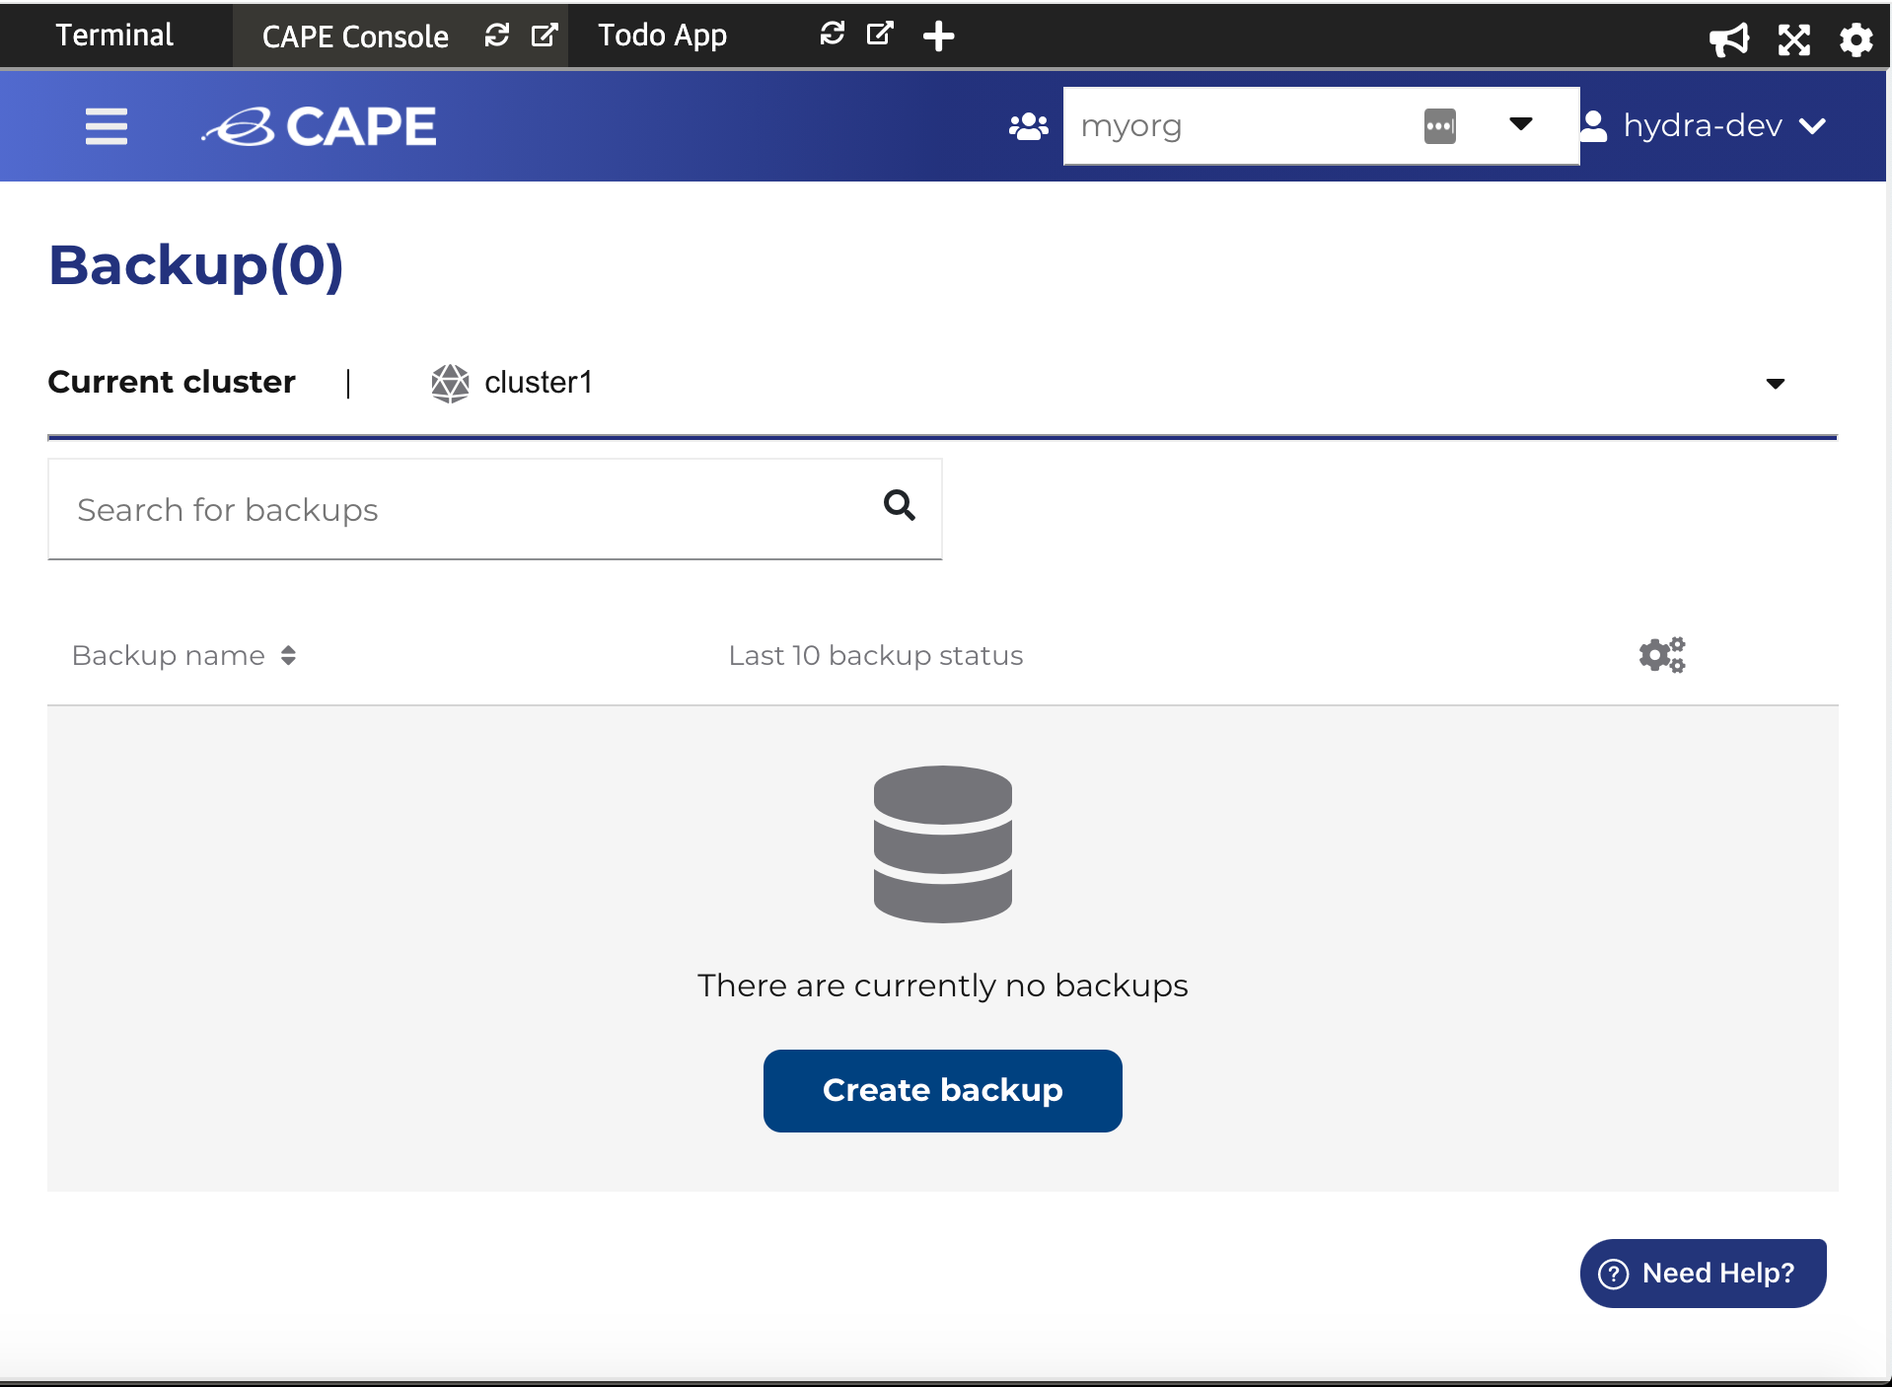 Terminal CAPE Console Todo App
CAPE myorg hydra-dev
Backup(0)
Current cluster | cluster1
Search for backups
Backup name Last 10 backup status
There are currently no backups
Create backup
Need Help?